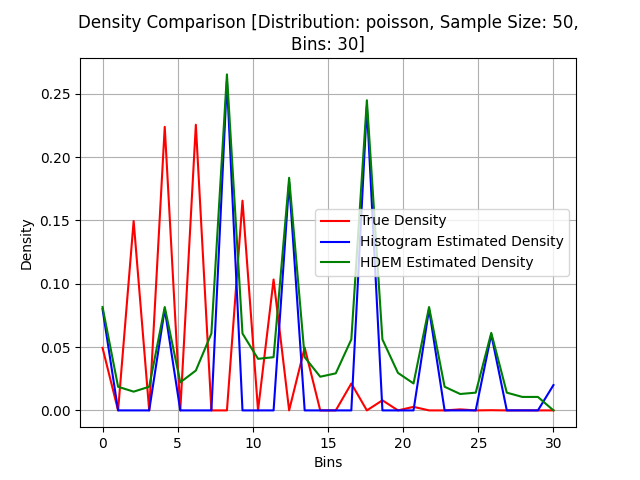 Density Comparison [Distribution: poisson, Sample Size: 50,
Bins: 30]
Density
0.25
0.20
0.15
0.10
0.05
0.00
True Density
Histogram Estimated Density
HDEM Estimated Density
0 5 10 15 20 25 30
Bins